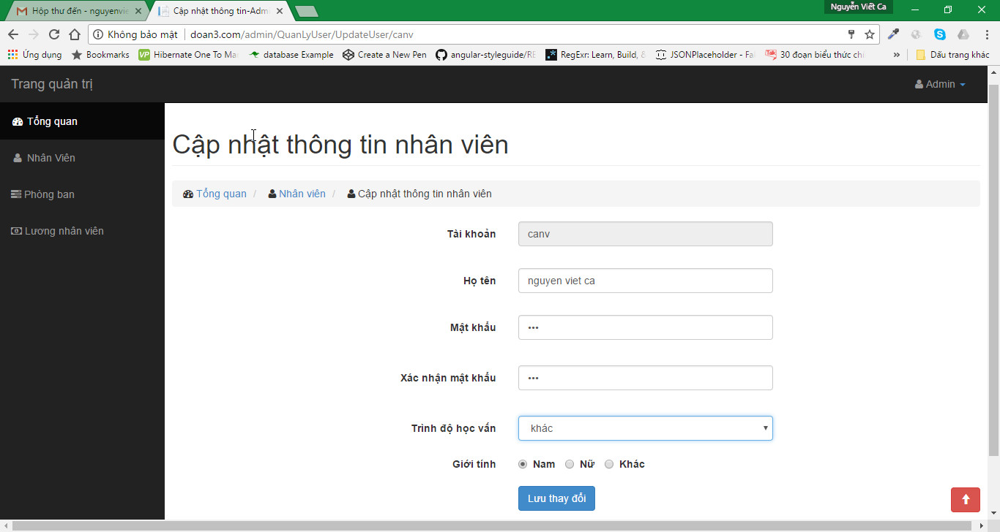 Nguyễn Viết Ca
Hộp thư đến - nguyenvie
Cập nhật thông tin-Adm
Không bảo mật
doan3.com/admin/QuanLyUser/UpdateUser/canv
Ứng dụng
Bookmarks
VP Hibernate One To Ma
database Example
Create a New Pen
angular-styleguide/RE
RegExr: Learn, Build, &
JSONPlaceholder - Fa
30 đoạn biểu thức chí
»
Dấu trang khác
Trang quản trị
Admin
Tổng quan
Nhân Viên
Phòng ban
Lương nhân viên
Cập nhật thông tin nhân viên
Tổng quan / Nhân viên / Cập nhật thông tin nhân viên
Tài khoản
canv
Họ tên
nguyen viet ca
Mật khẩu
•••
Xác nhận mật khẩu
•••
Trình độ học vấn
khác
Giới tính
Nam Nữ Khác
Lưu thay đổi